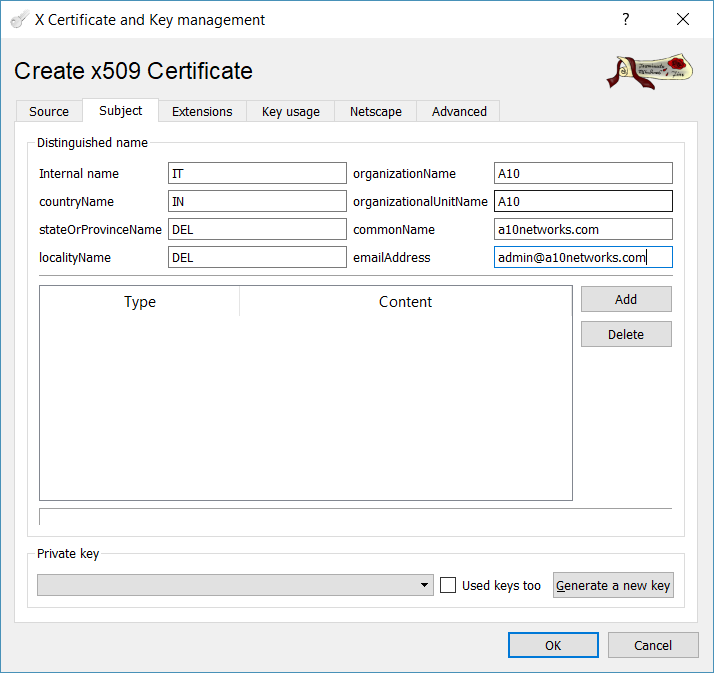 X Certificate and Key management
?
Create x509 Certificate
Source Subject Extensions Key usage Netscape Advanced
Distinguished name
Internal name IT organizationName A10
countryName IN organizationalUnitName A10
stateOrProvinceName DEL commonName a10networks.com
localityName DEL emailAddress admin@a10networks.com
Type Content Add
Delete
Private key
Used keys too Generate a new key
OK Cancel